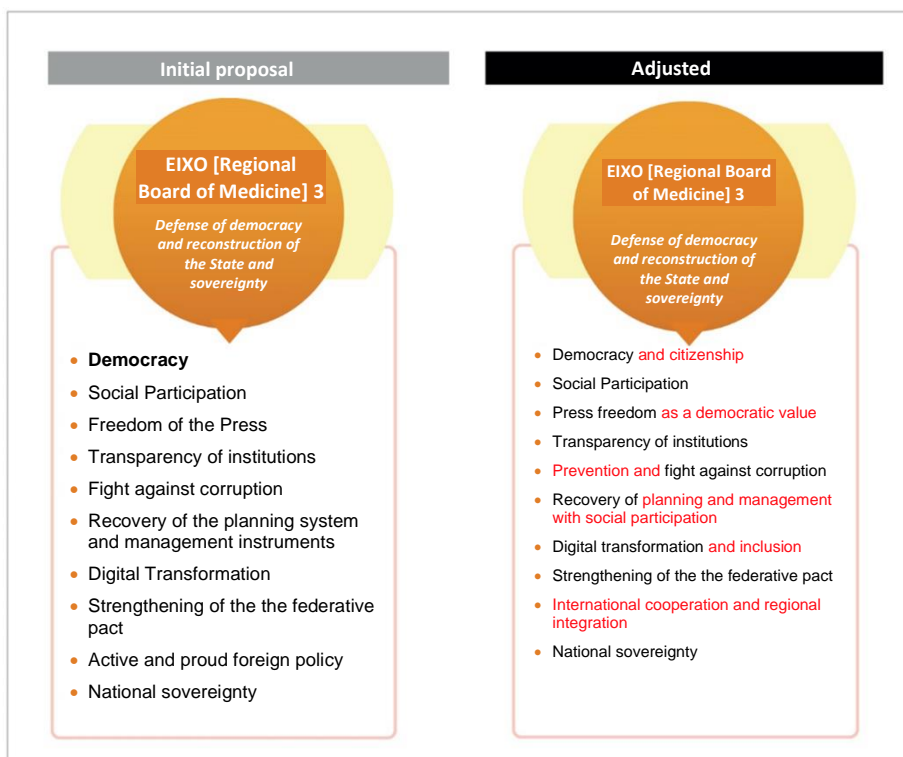 Initial proposal
EIXO [Regional
Board of Medicine] 3
Defense of democracy
and reconstruction of
the State and
sovereignty
• Democracy
• Social Participation
• Freedom of the Press
• Transparency of institutions
• Fight against corruption
• Recovery of the planning system
and management instruments
• Digital Transformation
• Strengthening of the the federative
pact
• Active and proud foreign policy
• National sovereignty
Adjusted
EIXO [Regional Board
of Medicine] 3
Defense of democracy
and reconstruction of
the State and
sovereignty
• Democracy and citizenship
• Social Participation
• Press freedom as a democratic value
• Transparency of institutions
• Prevention and fight against corruption
• Recovery of planning and management
with social participation
• Digital transformation and inclusion
• Strengthening of the the federative pact
• International cooperation and regional
integration
• National sovereignty